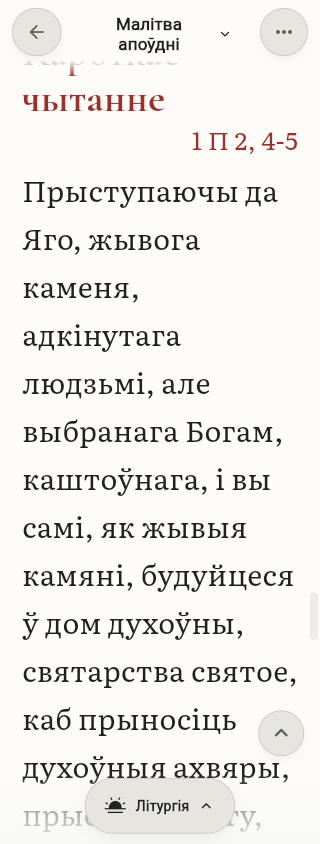 Малітва
апоўдні
Кароткае
чытанне
1 П 2, 4-5
Прыступаючы да
Яго, жывога
каменя,
адкінутага
людзьмі, але
выбранага Богам,
каштоўнага, і вы
самі, як жывыя
камяні, будуйцеся
ў дом духоўны,
святарства святое,
каб прыносіць
духоўныя ахвяры,
Літургія